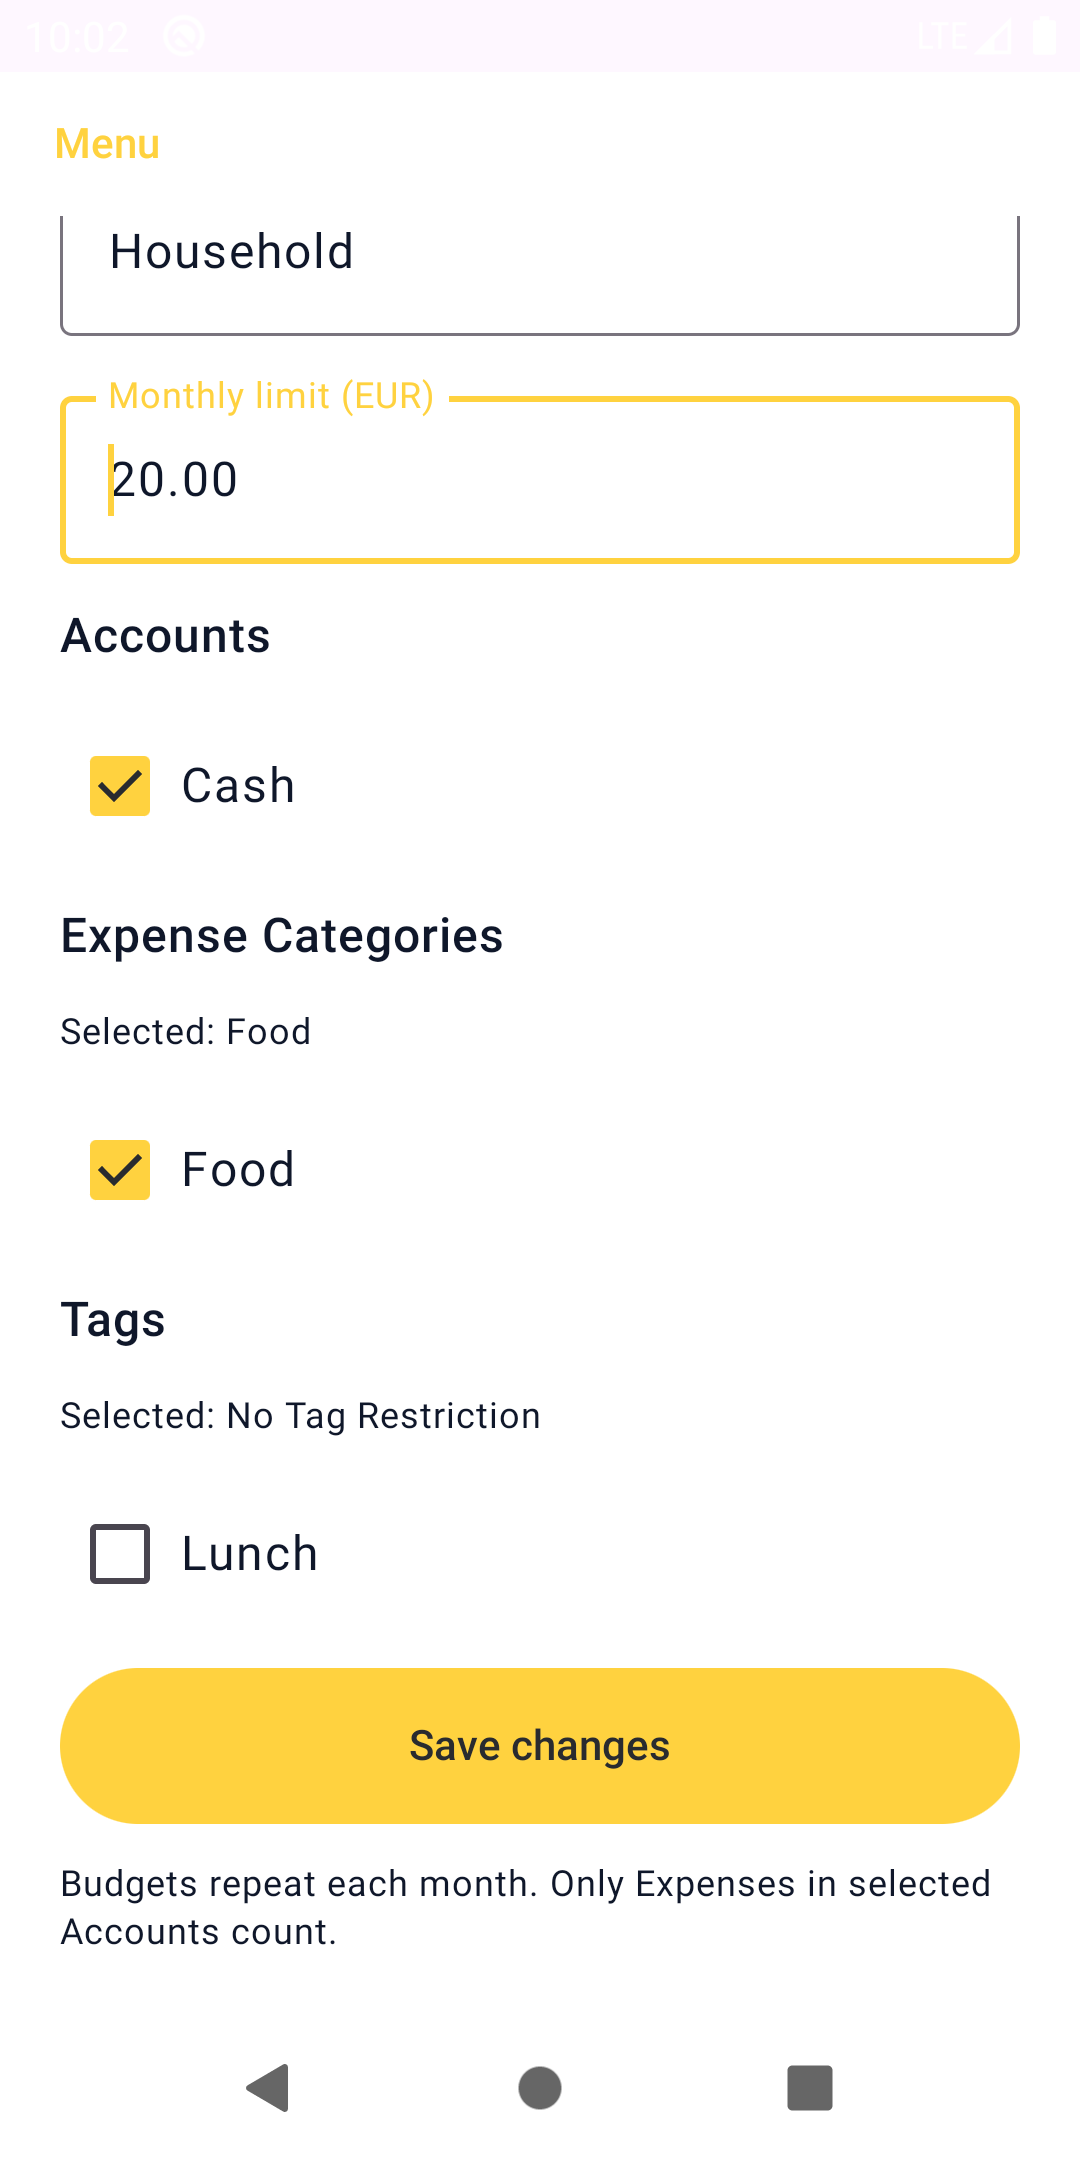 10:02 LTE
Menu
Household
Monthly limit (EUR)
20.00
Accounts
Cash
Expense Categories
Selected: Food
Food
Tags
Selected: No Tag Restriction
Lunch
Save changes
Budgets repeat each month. Only Expenses in selected
Accounts count.